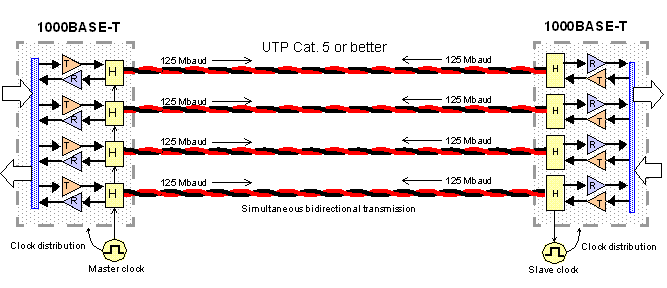 1000BASE-T
1000BASE-T
UTP Cat. 5 or better
T
R
H
125 Mbaud
125 Mbaud
H
R
T
T
R
H
125 Mbaud
125 Mbaud
H
R
T
T
R
H
125 Mbaud
125 Mbaud
H
R
T
T
R
H
125 Mbaud
125 Mbaud
H
R
T
Simultaneous bidirectional transmission
Clock distribution
Clock distribution
Master clock
Slave clock